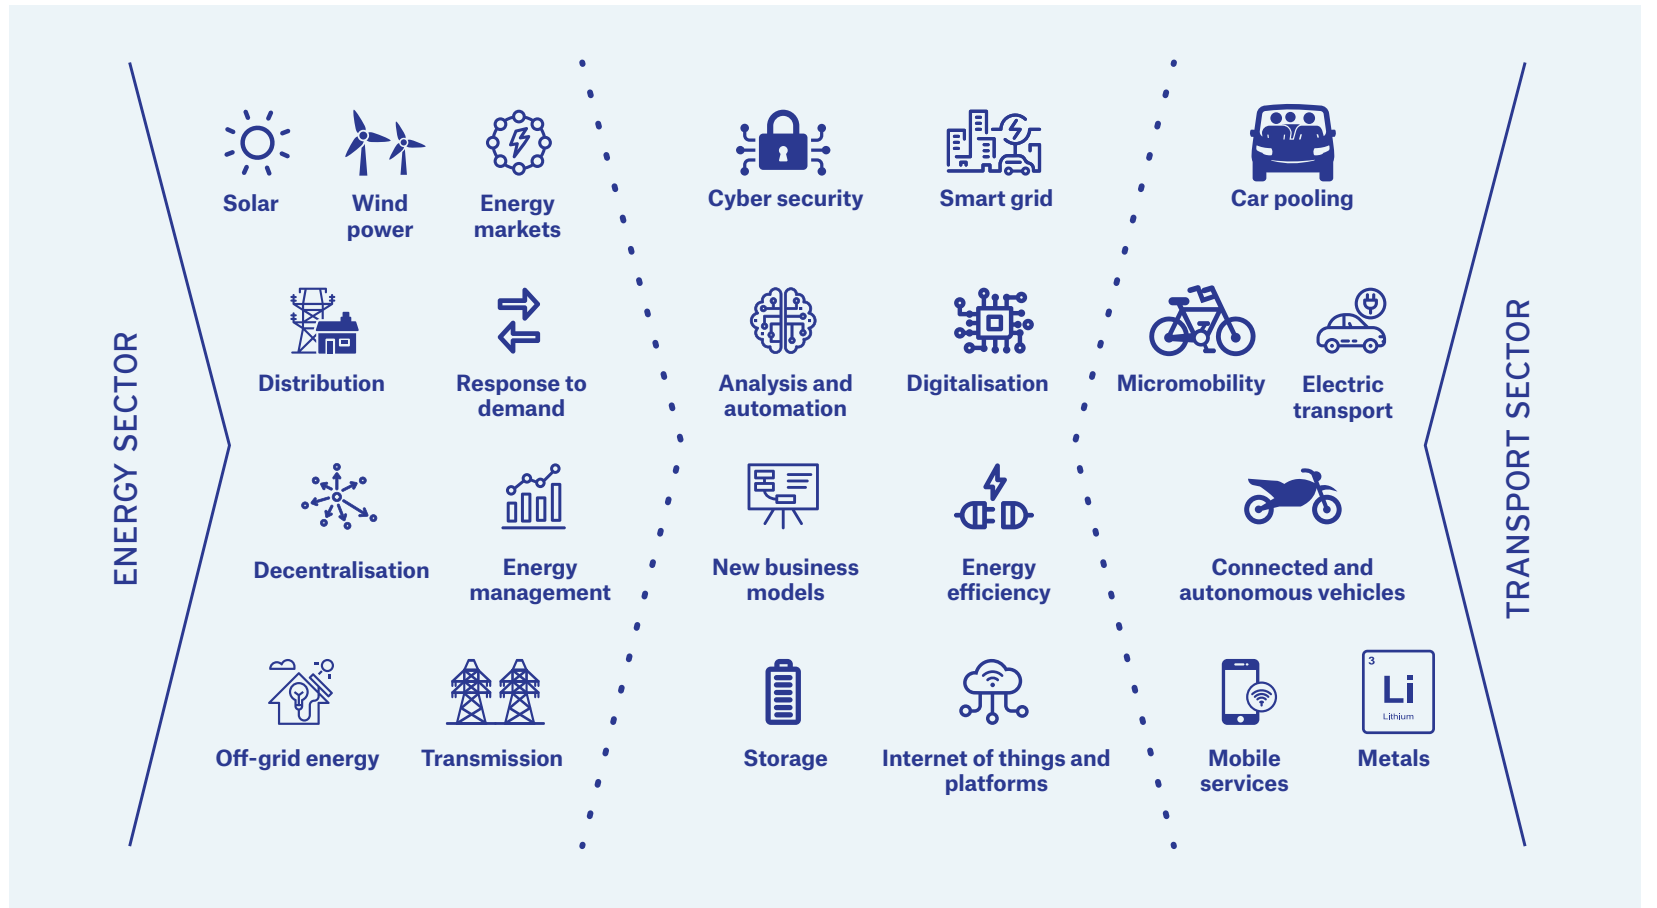 ENERGY SECTOR
Solar
Wind
power
Energy
markets
Cyber security
Smart grid
Car pooling
Distribution
Response to
demand
Analysis and
automation
Digitalisation
Micromobility
Electric
transport
Decentralisation
Energy
management
New business
models
Energy
efficiency
Connected and
autonomous vehicles
Off-grid energy
Transmission
Storage
Internet of things and
platforms
Mobile
services
3
Li
Lithium
Metals
TRANSPORT SECTOR